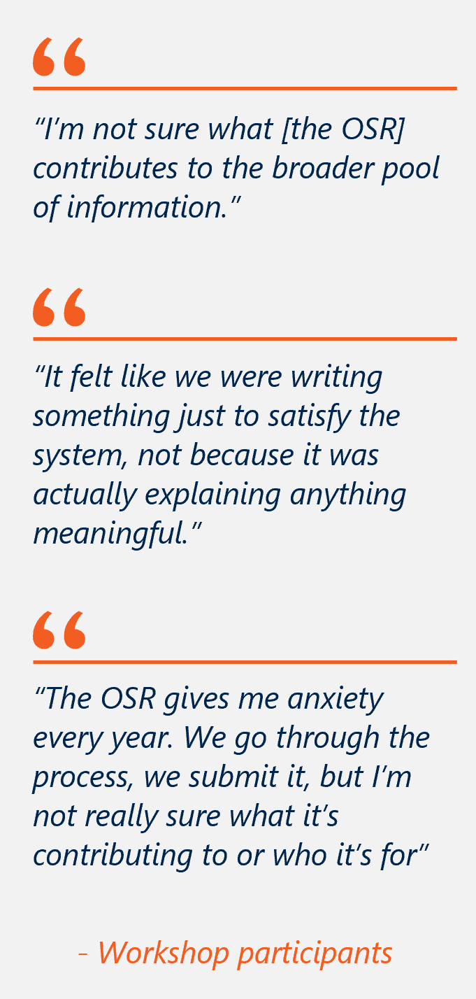 “
“I’m not sure what [the OSR]
contributes to the broader pool
of information.”
“
“It felt like we were writing
something just to satisfy the
system, not because it was
actually explaining anything
meaningful.”
“
“The OSR gives me anxiety
every year. We go through the
process, we submit it, but I’m
not really sure what it’s
contributing to or who it’s for”
- Workshop participants